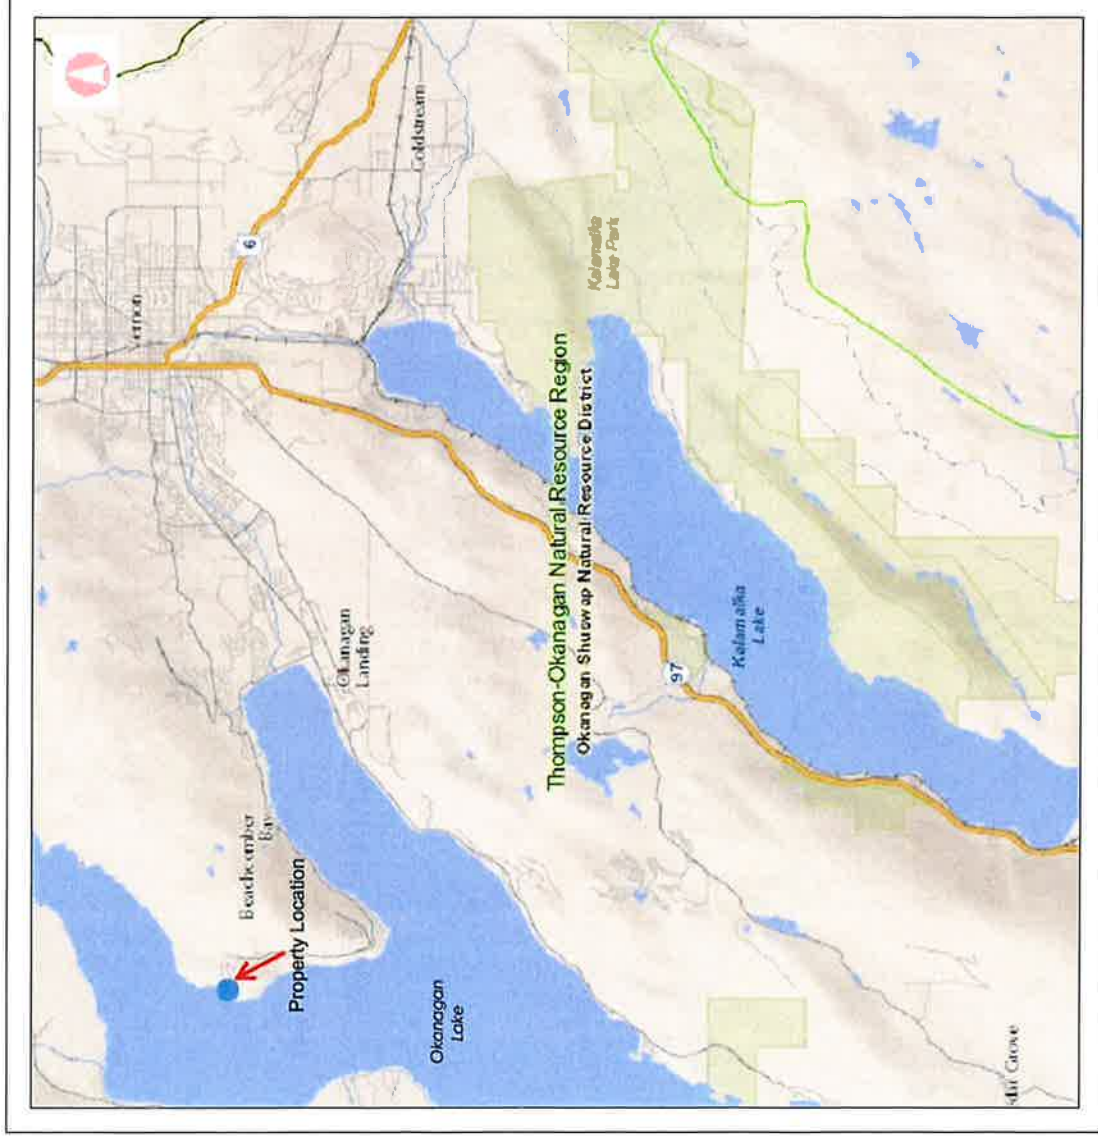 Vernon
Beachcomber
Bay
6
Property Location
Okanagan
Landing
Coldstream
Okanagan
Lake
Thompson-Okanagan Natural Resource Region
Okanagan Shuswap Natural Resource District
Kalamalka
Lake Park
97
Kalamalka
Lake
Grove